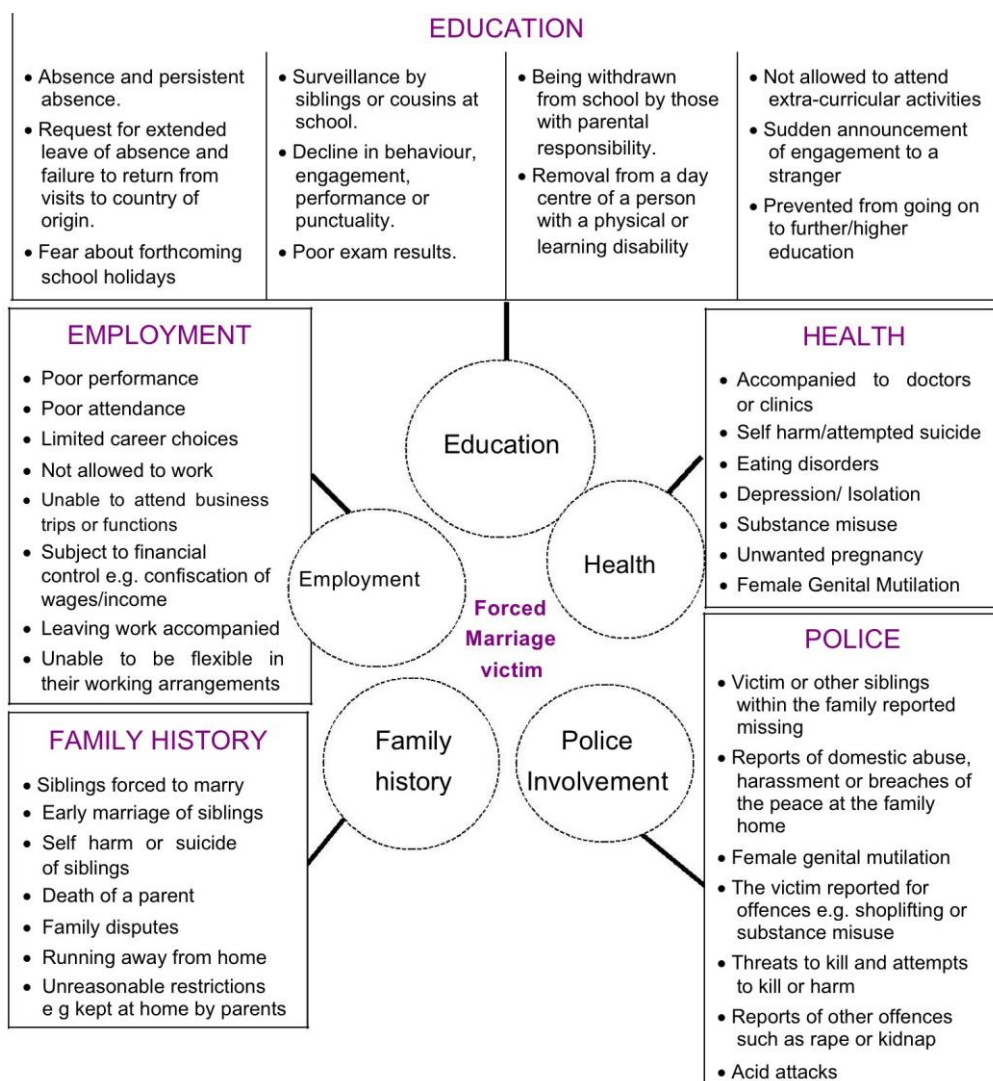 EDUCATION
• Absence and persistent
absence.
• Request for extended
leave of absence and
failure to return from
visits to country of
origin.
• Fear about forthcoming
school holidays
• Surveillance by
siblings or cousins at
school.
• Decline in behaviour,
engagement,
performance or
punctuality.
• Poor exam results.
• Being withdrawn
from school by those
with parental
responsibility.
• Removal from a day
centre of a person
with a physical or
learning disability
• Not allowed to attend
extra-curricular activities
• Sudden announcement
of engagement to a
stranger
• Prevented from going on
to further/higher
education
EMPLOYMENT
• Poor performance
• Poor attendance
• Limited career choices
• Not allowed to work
• Unable to attend business
trips or functions
• Subject to financial
control e.g. confiscation of
wages/income
• Leaving work accompanied
• Unable to be flexible in
their working arrangements
Education
Employment
Health
Forced
Marriage
victim
Family
history
Police
Involvement
HEALTH
• Accompanied to doctors
or clinics
• Self harm/attempted suicide
• Eating disorders
• Depression/ Isolation
• Substance misuse
• Unwanted pregnancy
• Female Genital Mutilation
FAMILY HISTORY
• Siblings forced to marry
• Early marriage of siblings
• Self harm or suicide
of siblings
• Death of a parent
• Family disputes
• Running away from home
• Unreasonable restrictions
e g kept at home by parents
POLICE
• Victim or other siblings
within the family reported
missing
• Reports of domestic abuse,
harassment or breaches of
the peace at the family
home
• Female genital mutilation
• The victim reported for
offences e.g. shoplifting or
substance misuse
• Threats to kill and attempts
to kill or harm
• Reports of other offences
such as rape or kidnap
• Acid attacks